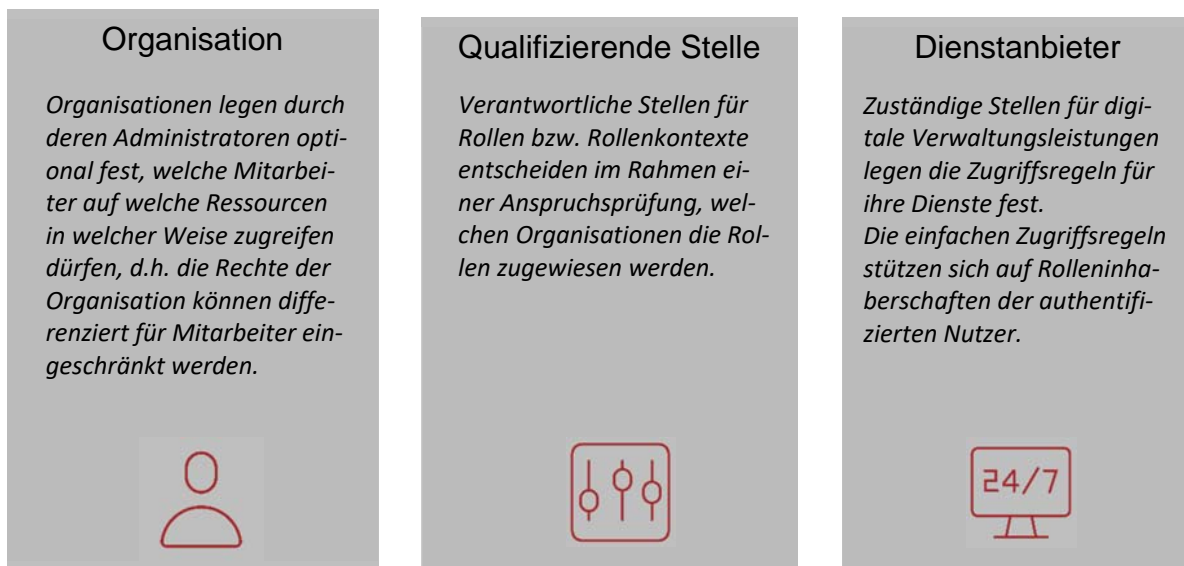 Organisation
Organisationen legen durch
deren Administratoren opti-
onal fest, welche Mitarbei-
ter auf welche Ressourcen
in welcher Weise zugreifen
dürfen, d.h. die Rechte der
Organisation können diffe-
renziert für Mitarbeiter ein-
geschränkt werden.
Qualifizierende Stelle
Verantwortliche Stellen für
Rollen bzw. Rollenkontexte
entscheiden im Rahmen ei-
ner Anspruchsprüfung, wel-
chen Organisationen die Rol-
len zugewiesen werden.
Dienstanbieter
Zuständige Stellen für digi-
tale Verwaltungsleistungen
legen die Zugriffsregeln für
ihre Dienste fest.
Die einfachen Zugriffsregeln
stützen sich auf Rolleninha-
berschaften der authentifi-
zierten Nutzer.
24/7